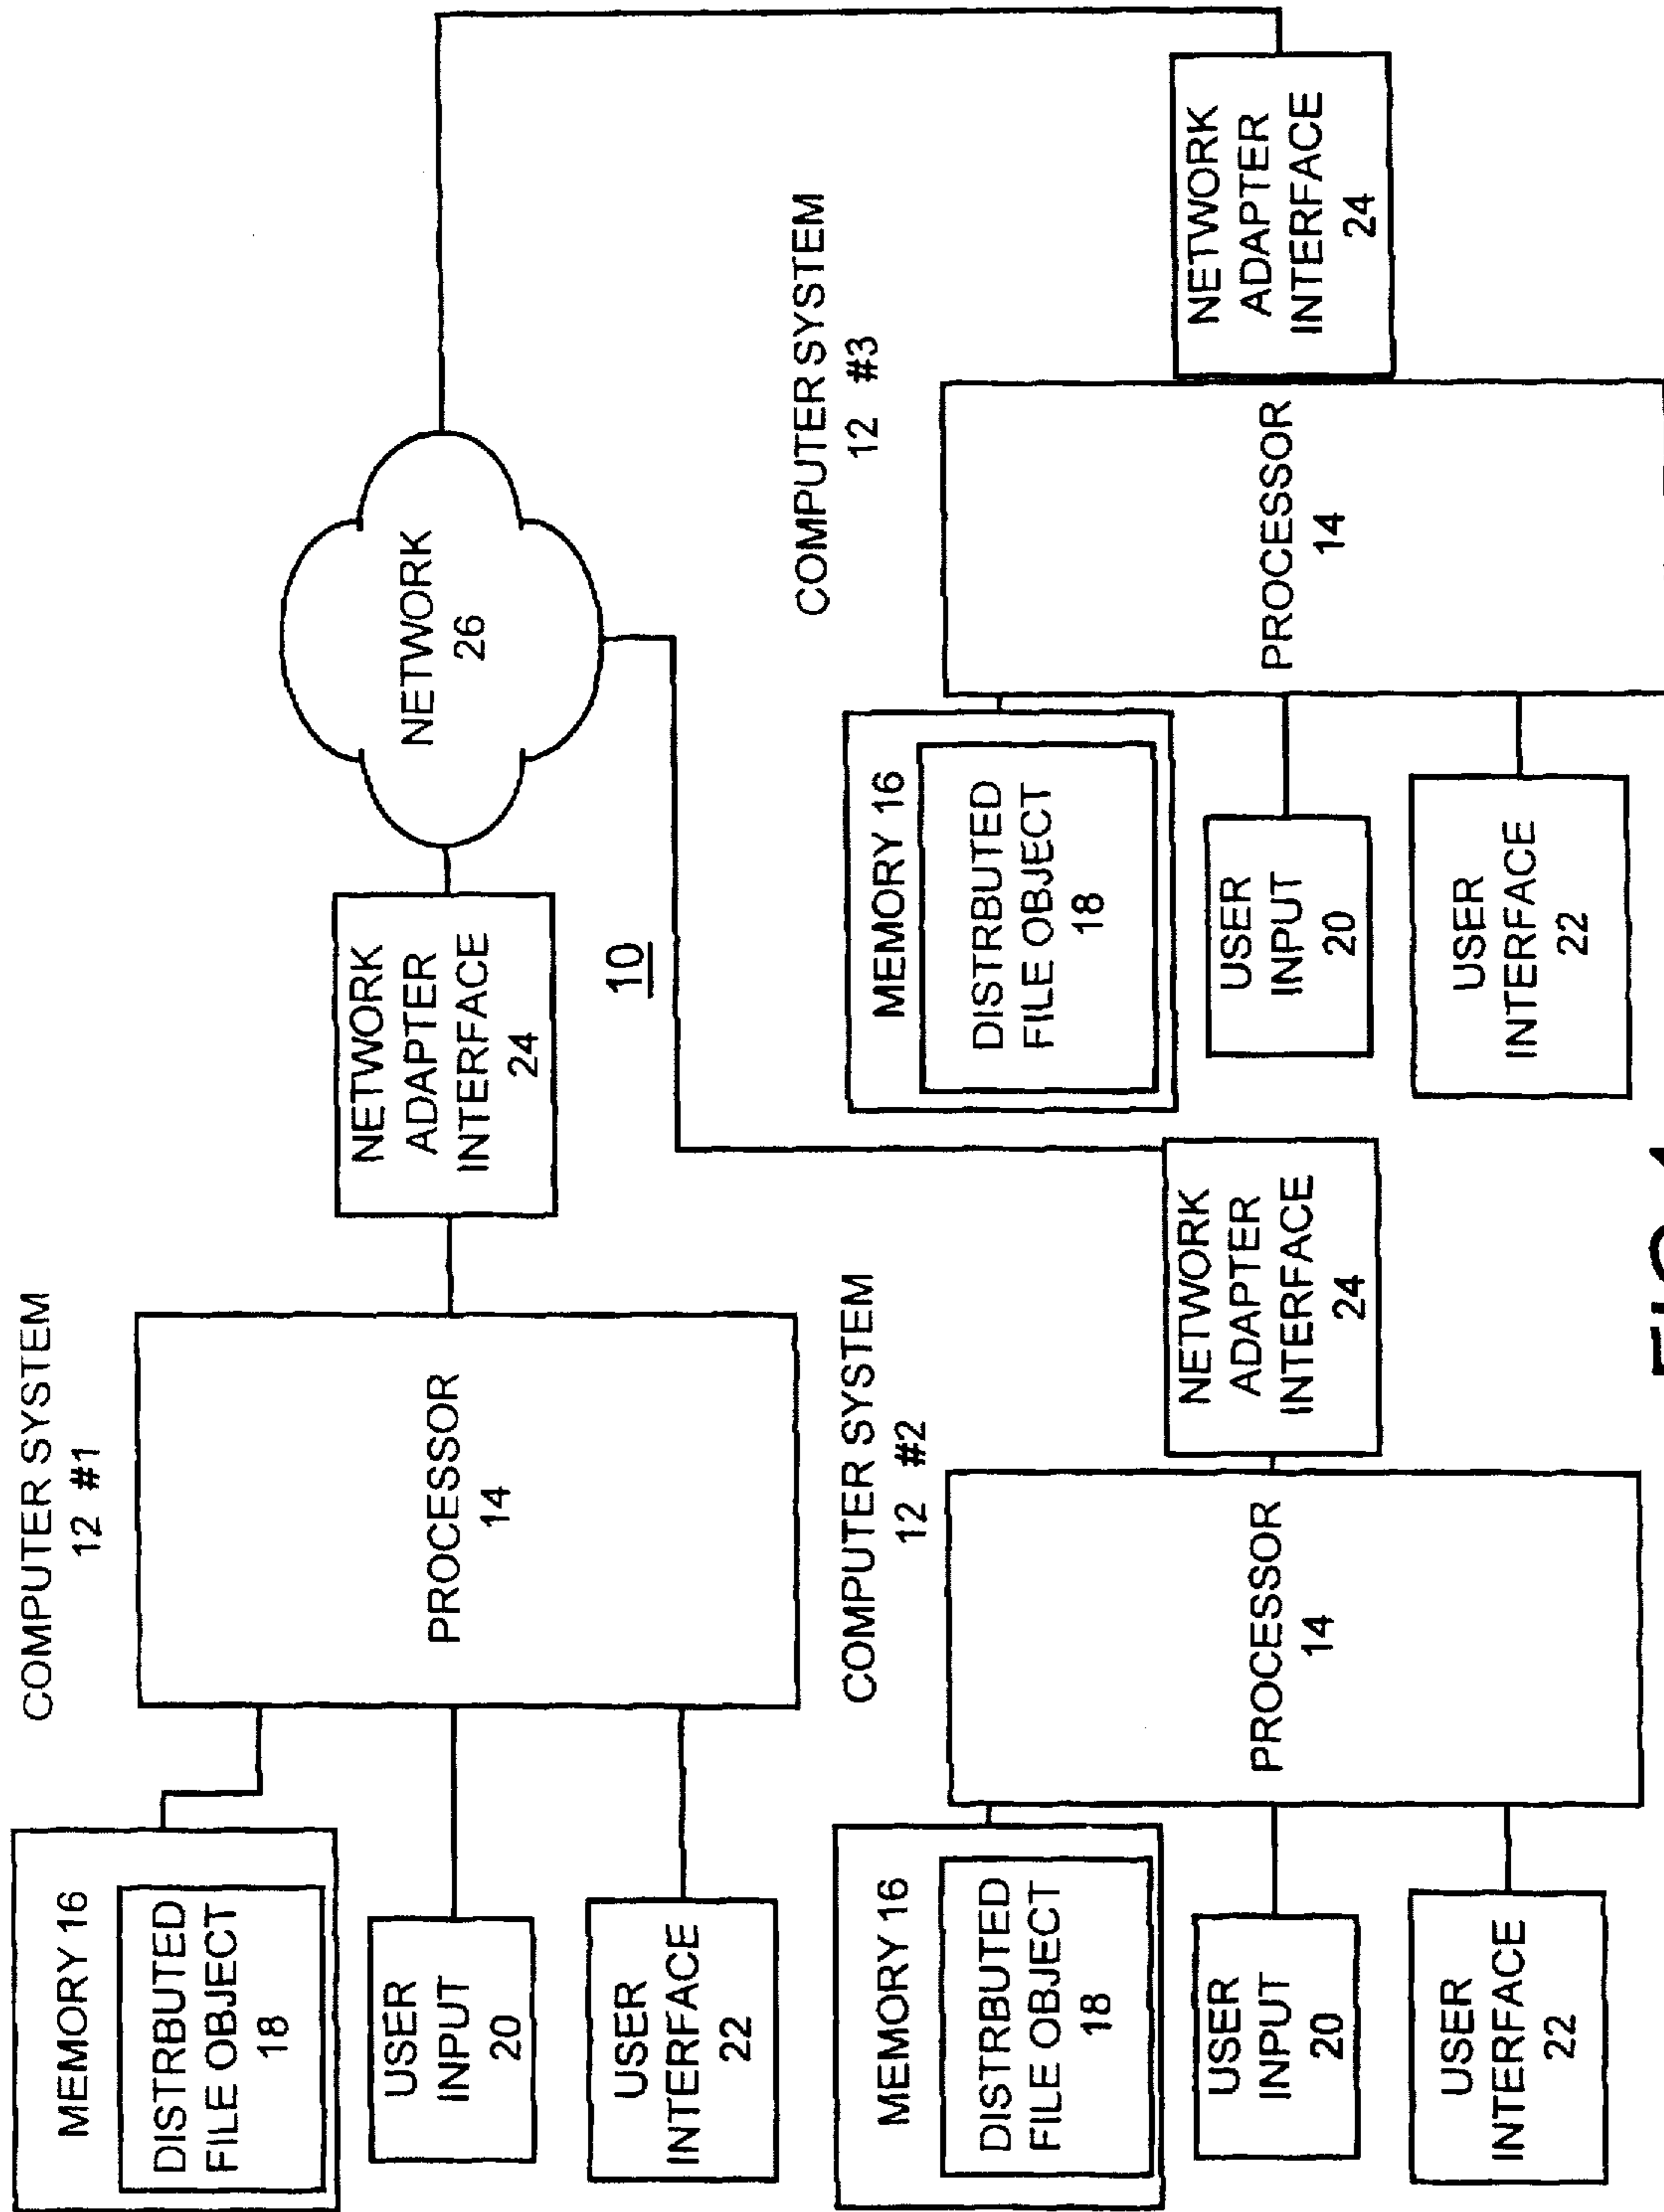 COMPUTER SYSTEM
12 #1
MEMORY 16
DISTRBUTED
FILE OBJECT
18
USER
INPUT
20
USER
INTERFACE
22
PROCESSOR
14
NETWORK
ADAPTER
INTERFACE
24
NETWORK
26
10
COMPUTER SYSTEM
12 #2
MEMORY 16
DISTRBUTED
FILE OBJECT
18
USER
INPUT
20
USER
INTERFACE
22
PROCESSOR
14
NETWORK
ADAPTER
INTERFACE
24
COMPUTER SYSTEM
12 #3
MEMORY 16
DISTRBUTED
FILE OBJECT
18
USER
INPUT
20
USER
INTERFACE
22
PROCESSOR
14
NETWORK
ADAPTER
INTERFACE
24